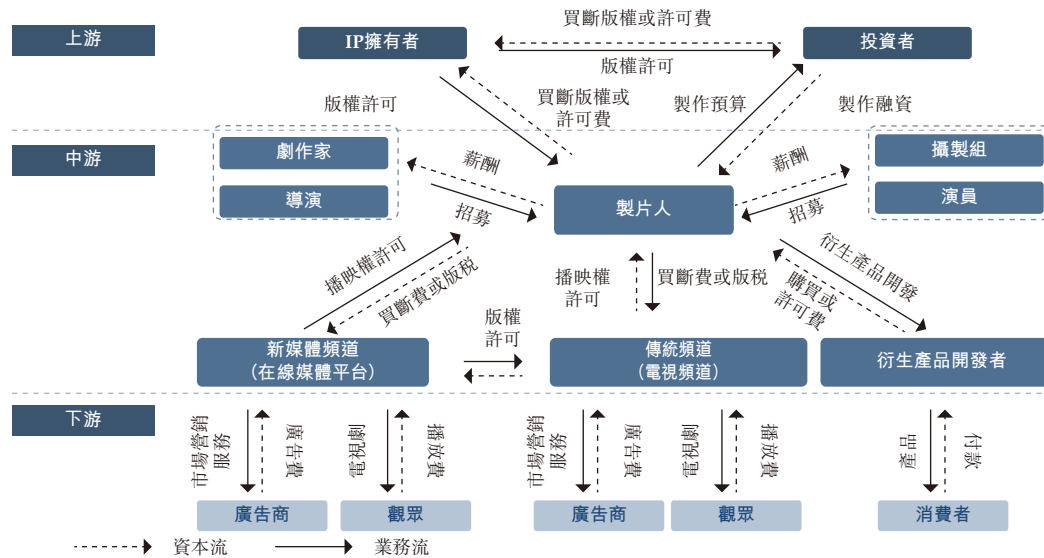 買斷版權或許可費
上游
IP擁有者
投資者
版權許可
版權許可
買斷版權或
許可費
製作預算
製作融資
中游
劇作家
導演
薪酬
招募
製片人
薪酬
招募
攝製組
演員
播映權許可
買斷費或版稅
播映權
許可
買斷費或版稅
衍生產品開發
購買或
許可費
版權
許可
新媒體頻道
（在線媒體平台）
傳統頻道
（電視頻道）
衍生產品開發者
下游
市場營銷
服務
廣告費
電視劇
播放費
市場營銷
服務
廣告費
電視劇
播放費
產品
付款
廣告商
觀眾
廣告商
觀眾
消費者
資本流
業務流